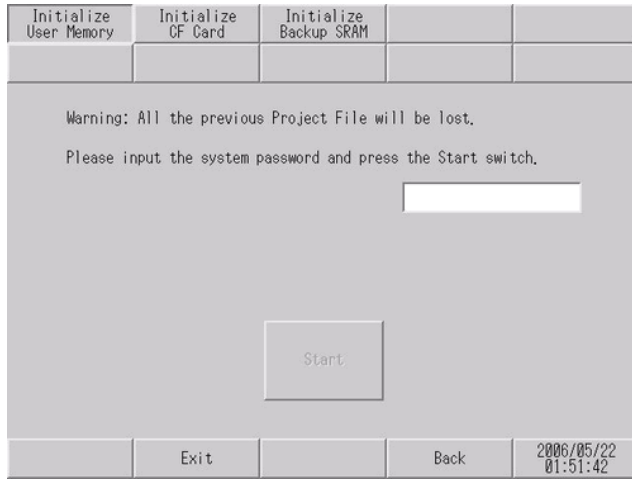 Initialize
User Memory
Initialize
CF Card
Initialize
Backup SRAM
Warning: All the previous Project File will be lost.
Please input the system password and press the Start switch.
Start
Exit
Back
2006/05/22
01:51:42